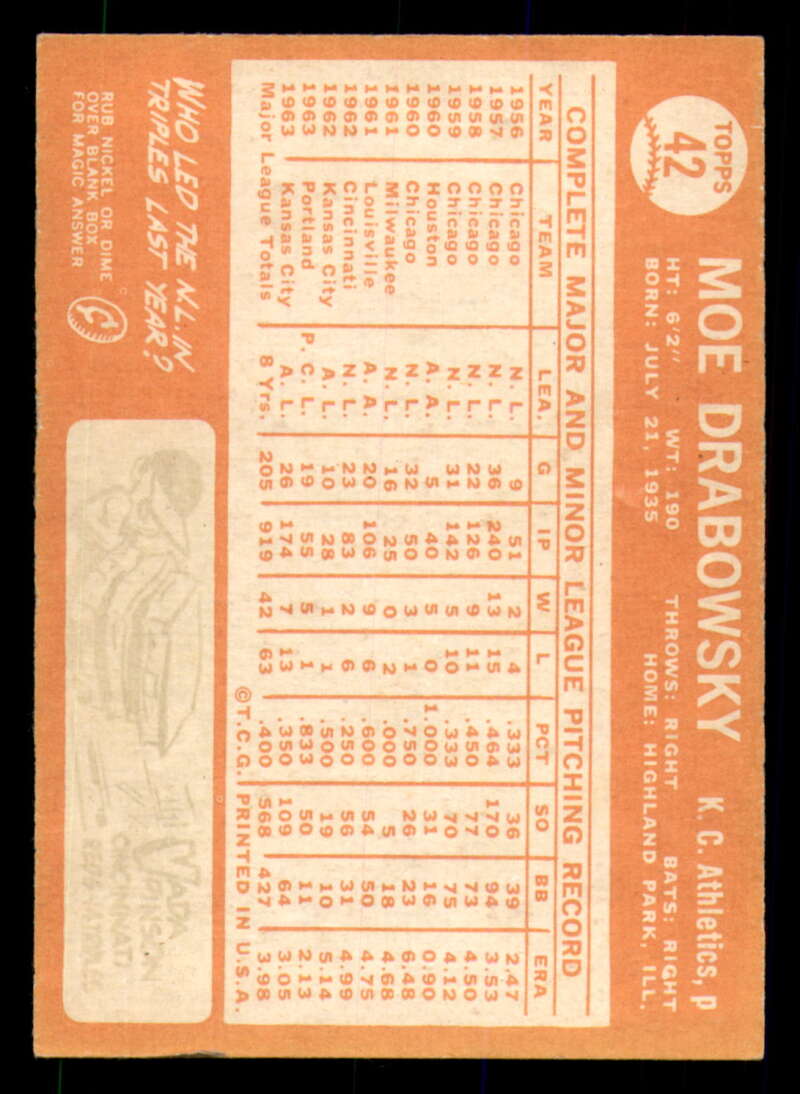 TOPPS
42
MOE DRABOWSKY K. C. Athletics, p
HT: 6'2" WT: 190 THROWS: RIGHT BATS: RIGHT
BORN: JULY 21, 1935 HOME: HIGHLAND PARK, ILL.
COMPLETE MAJOR AND MINOR LEAGUE PITCHING RECORD
YEAR TEAM LEA. G IP W L PCT SO BB ERA
1956 Chicago N. L. 9 51 2 4 .333 36 39 2.47
1957 Chicago N. L. 36 240 13 15 .464 170 94 3.53
1958 Chicago N. L. 22 126 9 11 .450 77 73 4.50
1959 Chicago N. L. 31 142 5 10 .333 70 75 4.12
1960 Houston A. A. 5 40 5 0 1.000 31 16 0.90
1960 Chicago N. L. 32 50 3 1 .750 26 23 6.48
1961 Milwaukee N. L. 16 25 0 2 .000 5 18 4.68
1961 Louisville A. A. 20 106 9 6 .600 54 50 4.75
1962 Cincinnati N. L. 23 83 2 6 .250 56 31 4.99
1962 Kansas City A. L. 10 28 1 1 .500 19 10 5.14
1963 Portland P. C. L. 19 55 5 1 .833 50 11 2.13
1963 Kansas City A. L. 26 174 7 13 .350 109 64 3.05
Major League Totals 8 Yrs. 205 919 42 63 .400 568 427 3.98
©T.C.G. PRINTED IN U.S.A.
WHO LED THE N.L. IN
TRIPLES LAST YEAR?
RUB NICKEL OR DIME
OVER BLANK BOX
FOR MAGIC ANSWER
VADA
PINSON
CINCINNATI
REDS